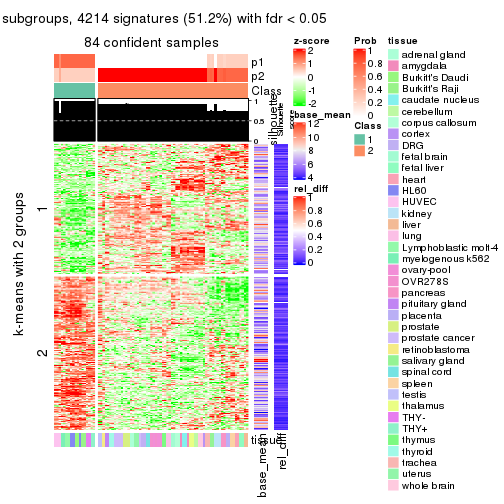 subgroups, 4214 signatures (51.2%) with fdr < 0.05
84 confident samples
p1
p2
Class
1
0.5
0
silhouette
score
k-means with 2 groups
1
2
tissue
base_mean
rel_diff
z-score
2
1
0
-1
-2
base_mean
12
10
8
6
4
rel_diff
1
0.8
0.6
0.4
0.2
0
Prob
1
0.8
0.6
0.4
0.2
0
Class
1
2
tissue
adrenal gland
amygdala
Burkitt's Daudi
Burkitt's Raji
caudate nucleus
cerebellum
corpus callosum
cortex
DRG
fetal brain
fetal liver
heart
HL60
HUVEC
kidney
liver
lung
Lymphoblastic molt-4
myelogenous k562
ovary-pool
OVR278S
pancreas
pituitary gland
placenta
prostate
prostate cancer
retinoblastoma
salivary gland
spinal cord
spleen
testis
thalamus
THY-
THY+
thymus
thyroid
trachea
uterus
whole brain